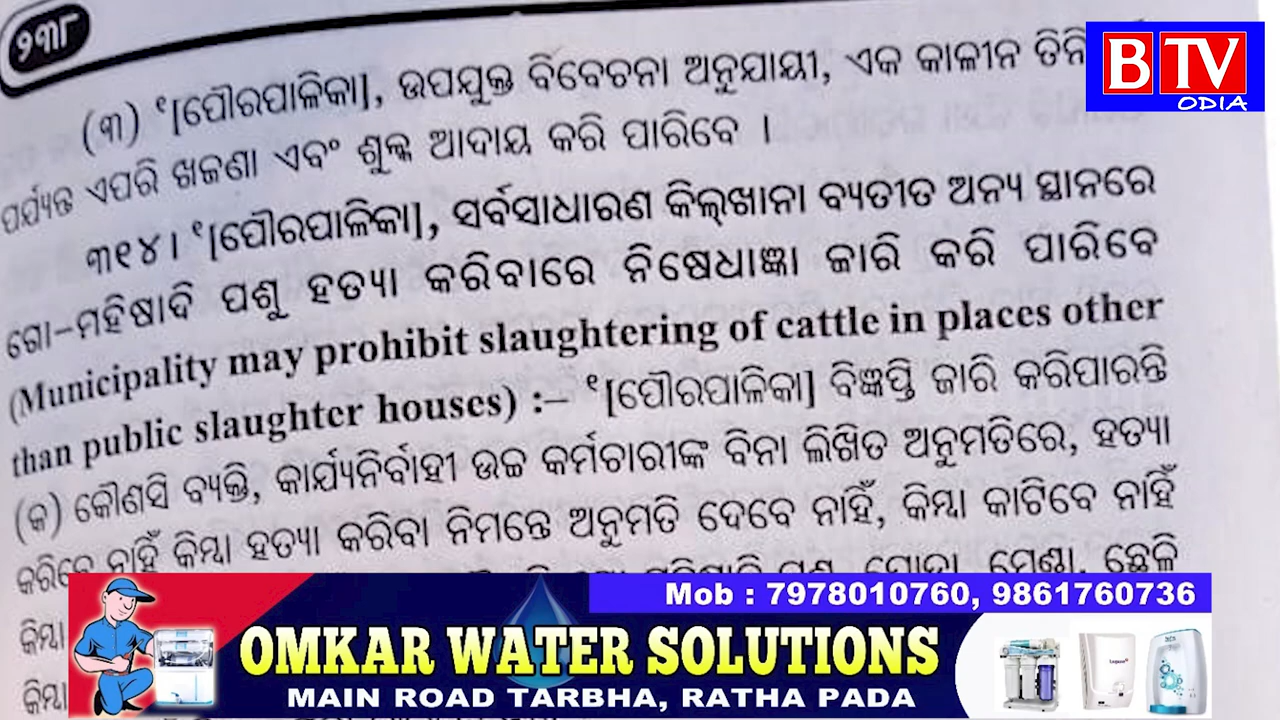 ୨୩୮
BTV
ODIA
(୩) ୧[ପୌରପାଳିକା], ଉପଯୁକ୍ତ ବିବେଚନା ଅନୁଯାୟୀ, ଏକ କାଳୀନ
ପର୍ଯ୍ୟନ୍ତ ଏପରି ଖଜଣା ଏବଂ ଶୁଳ୍କ ଆଦାୟ କରି ପାରିବେ ।
୩୧୪। ୧[ପୌରପାଳିକା], ସର୍ବସାଧାରଣ କିଲ୍‌ଖାନା ବ୍ୟତୀତ ଅନ୍ୟ ସ୍ଥାନରେ
ଗୋ-ମହିଷାଦି ପଶୁ ହତ୍ୟା କରିବାରେ ନିଷେଧାଜ୍ଞା ଜାରି କରି ପାରିବେ
(Municipality may prohibit slaughtering of cattle in places other
than public slaughter houses) :– ୧[ପୌରପାଳିକା] ବିଜ୍ଞପ୍ତି ଜାରି କରିପାରନ୍ତି
(କ) କୌଣସି ବ୍ୟକ୍ତି, କାର୍ଯ୍ୟନିର୍ବାହୀ ଉଚ୍ଚ କର୍ମଚାରୀଙ୍କ ବିନା ଲିଖିତ ଅନୁମତିରେ, ହତ୍ୟା
କରିବେ ନାହିଁ କିମ୍ବା ହତ୍ୟା କରିବା ନିମନ୍ତେ ଅନୁମତି ଦେବେ ନାହିଁ, କିମ୍ବା କାଟିବେ ନାହିଁ
କିମ୍ବା ମେଣ୍ଢା, ଛେଳି
କିମ୍ବା
Mob : 7978010760, 9861760736
OMKAR WATER SOLUTIONS
MAIN ROAD TARBHA, RATHA PADA